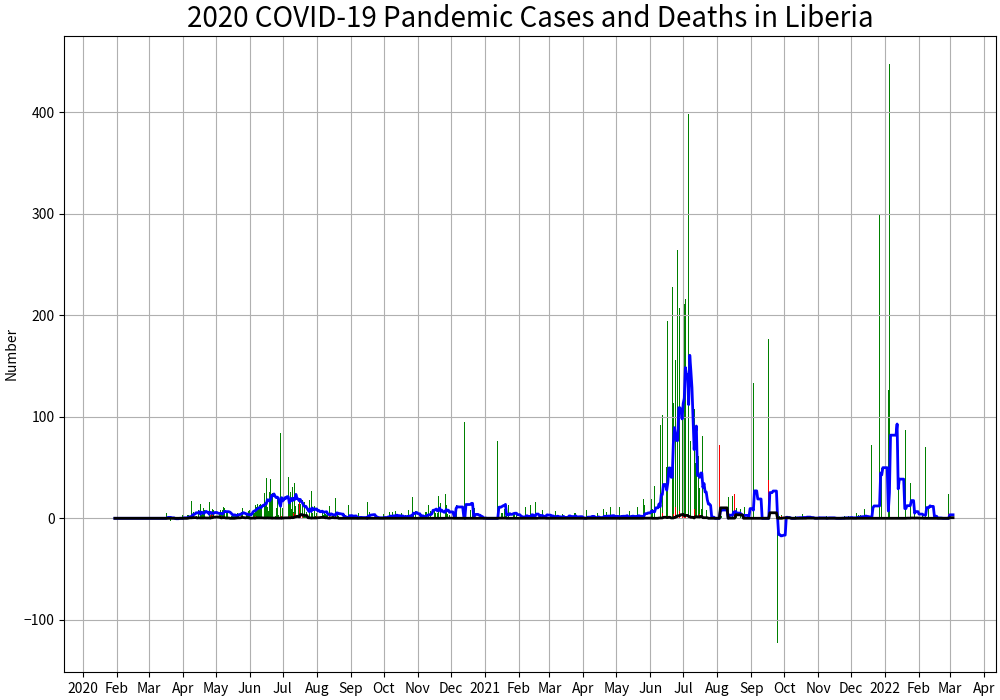 2020 COVID-19 Pandemic Cases and Deaths in Liberia
Number
400
300
200
100
0
−100
2020 Feb Mar Apr May Jun Jul Aug Sep Oct Nov Dec 2021 Feb Mar Apr May Jun Jul Aug Sep Oct Nov Dec 2022 Feb Mar Apr